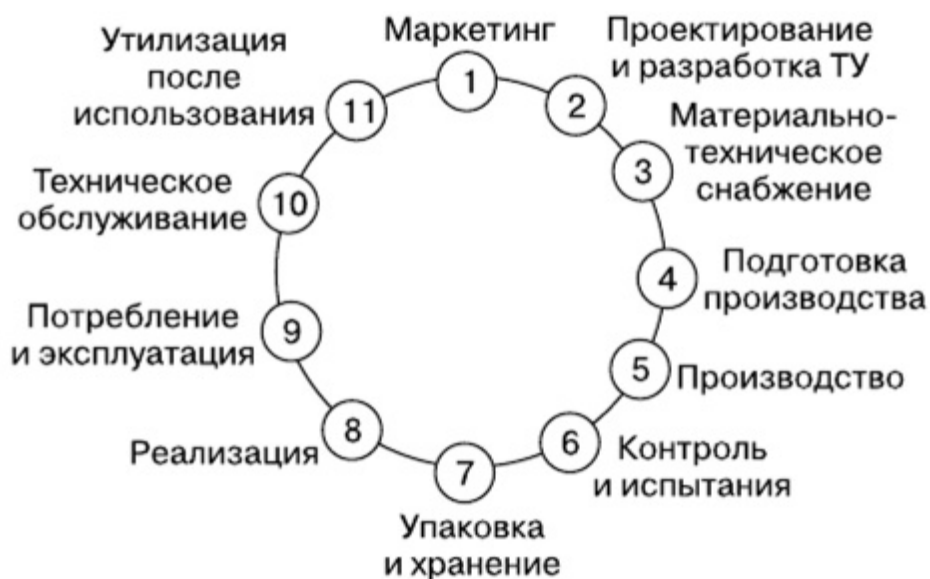 Маркетинг
1
Проектирование
и разработка ТУ
2
Материально-
техническое
снабжение
3
Подготовка
производства
4
Производство
5
Контроль
и испытания
6
Упаковка
и хранение
7
Реализация
8
Потребление
и эксплуатация
9
Техническое
обслуживание
10
Утилизация
после
использования
11